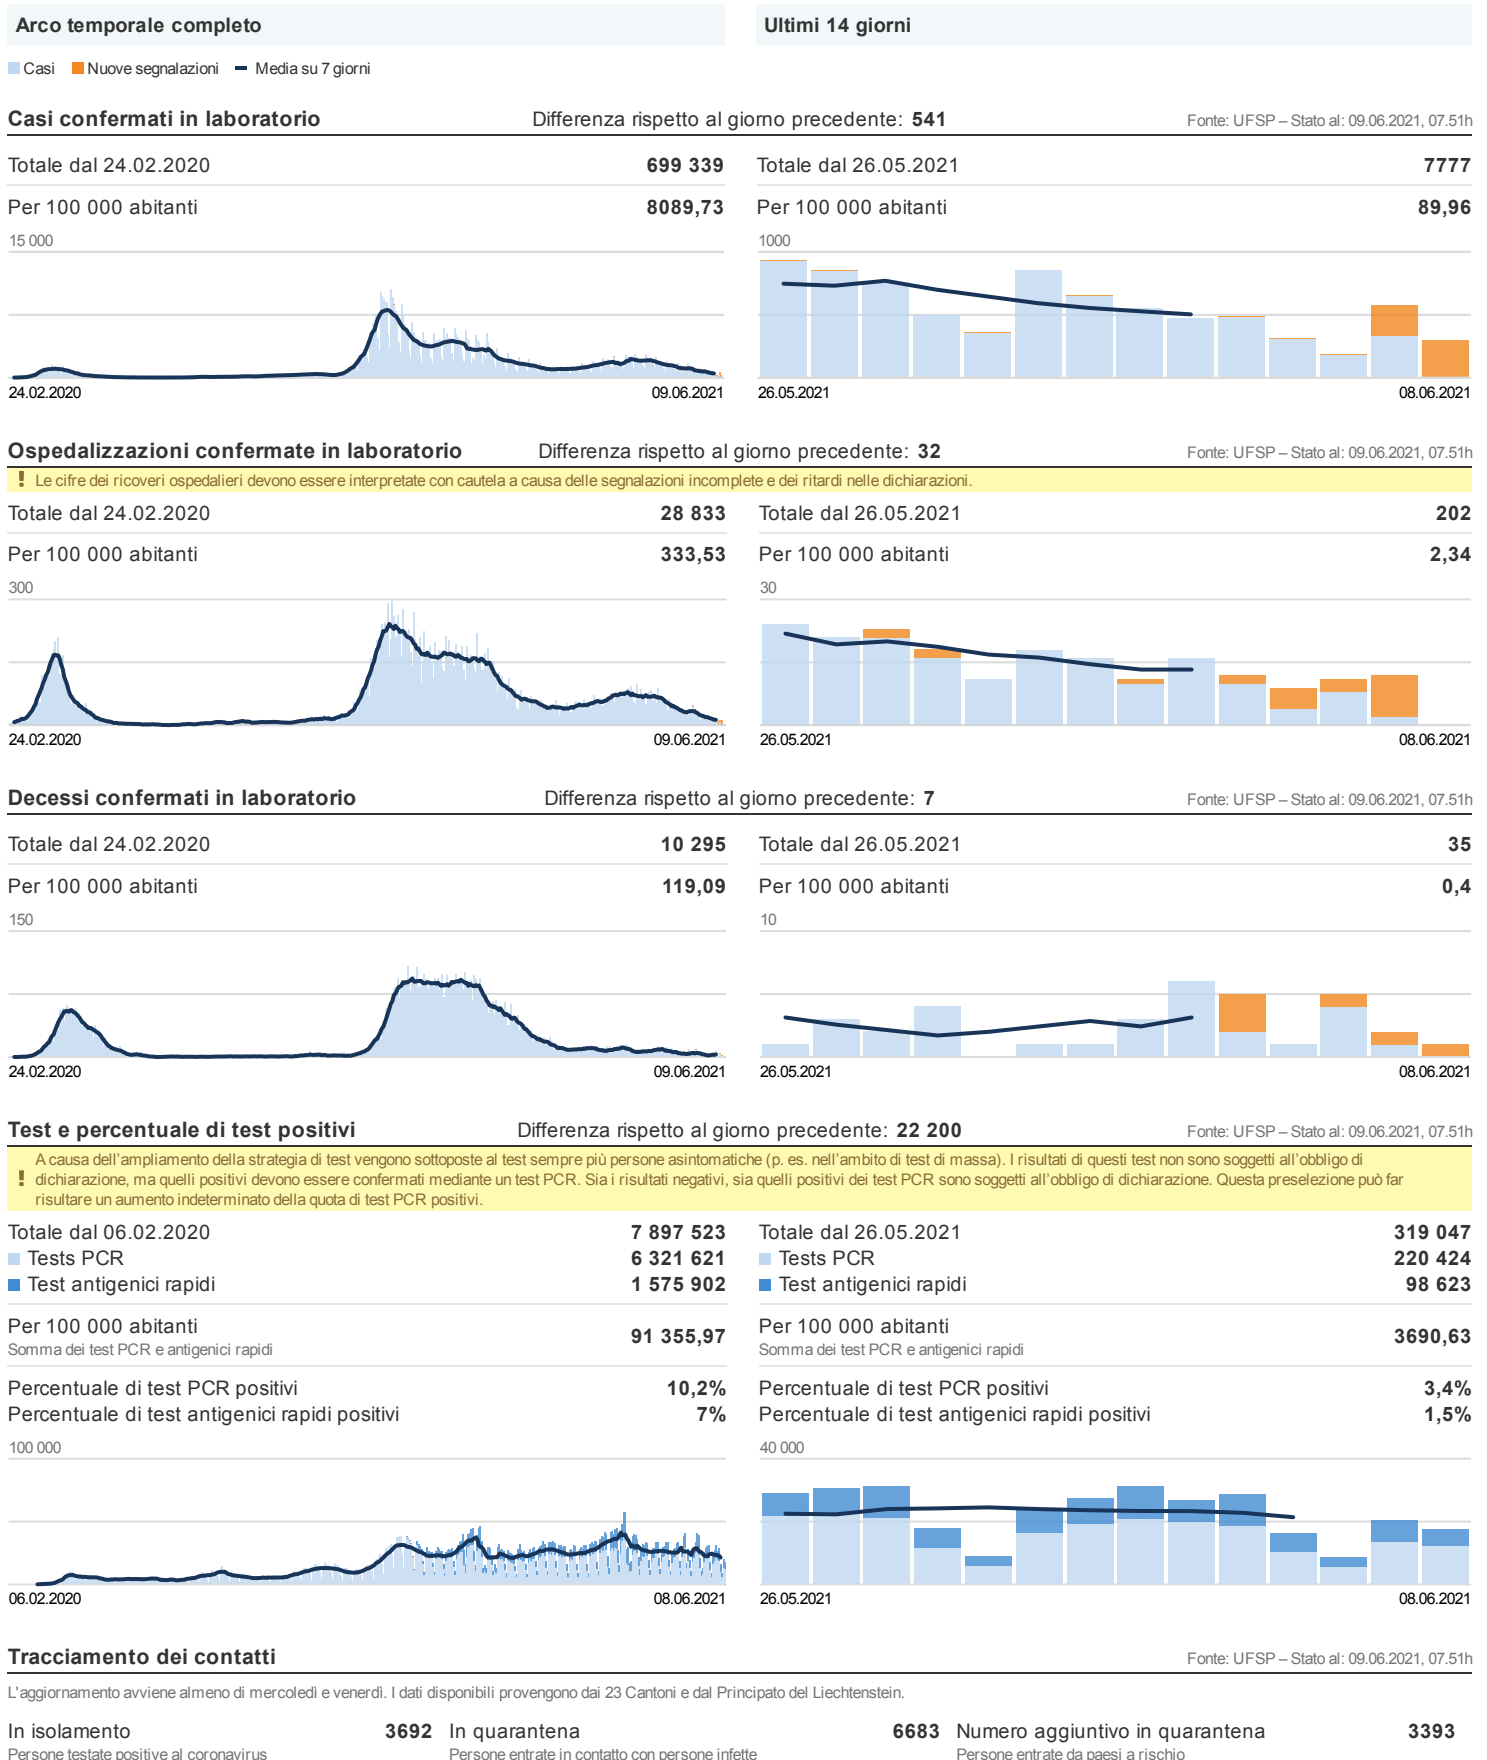 Arco temporale completo
Ultimi 14 giorni
Casi Nuove segnalazioni Media su 7 giorni
Casi confermati in laboratorio Differenza rispetto al giorno precedente: 541 Fonte: UFSP – Stato al: 09.06.2021, 07.51h
Totale dal 24.02.2020 699 339
Per 100 000 abitanti 8089,73
15 000
24.02.2020 09.06.2021
Totale dal 26.05.2021 7777
Per 100 000 abitanti 89,96
1000
26.05.2021 08.06.2021
Ospedalizzazioni confermate in laboratorio Differenza rispetto al giorno precedente: 32 Fonte: UFSP – Stato al: 09.06.2021, 07.51h
! Le cifre dei ricoveri ospedalieri devono essere interpretate con cautela a causa delle segnalazioni incomplete e dei ritardi nelle dichiarazioni.
Totale dal 24.02.2020 28 833
Per 100 000 abitanti 333,53
300
24.02.2020 09.06.2021
Totale dal 26.05.2021 202
Per 100 000 abitanti 2,34
30
26.05.2021 08.06.2021
Decessi confermati in laboratorio Differenza rispetto al giorno precedente: 7 Fonte: UFSP – Stato al: 09.06.2021, 07.51h
Totale dal 24.02.2020 10 295
Per 100 000 abitanti 119,09
150
24.02.2020 09.06.2021
Totale dal 26.05.2021 35
Per 100 000 abitanti 0,4
10
26.05.2021 08.06.2021
Test e percentuale di test positivi Differenza rispetto al giorno precedente: 22 200 Fonte: UFSP – Stato al: 09.06.2021, 07.51h
A causa dell'ampliamento della strategia di test vengono sottoposte al test sempre più persone asintomatiche (p. es. nell'ambito di test di massa). I risultati di questi test non sono soggetti all'obbligo di
! dichiarazione, ma quelli positivi devono essere confermati mediante un test PCR. Sia i risultati negativi, sia quelli positivi dei test PCR sono soggetti all'obbligo di dichiarazione. Questa preselezione può far
risultare un aumento indeterminato della quota di test PCR positivi.
Totale dal 06.02.2020 7 897 523
Tests PCR 6 321 621
Test antigenici rapidi 1 575 902
Per 100 000 abitanti 91 355,97
Somma dei test PCR e antigenici rapidi
Percentuale di test PCR positivi 10,2%
Percentuale di test antigenici rapidi positivi 7%
100 000
06.02.2020 08.06.2021
Totale dal 26.05.2021 319 047
Tests PCR 220 424
Test antigenici rapidi 98 623
Per 100 000 abitanti 3690,63
Somma dei test PCR e antigenici rapidi
Percentuale di test PCR positivi 3,4%
Percentuale di test antigenici rapidi positivi 1,5%
40 000
26.05.2021 08.06.2021
Tracciamento dei contatti Fonte: UFSP – Stato al: 09.06.2021, 07.51h
L'aggiornamento avviene almeno di mercoledì e venerdì. I dati disponibili provengono dai 23 Cantoni e dal Principato del Liechtenstein.
In isolamento 3692
Persone testate positive al coronavirus
In quarantena 6683
Persone entrate in contatto con persone infette
Numero aggiuntivo in quarantena 3393
Persone entrate da paesi a rischio